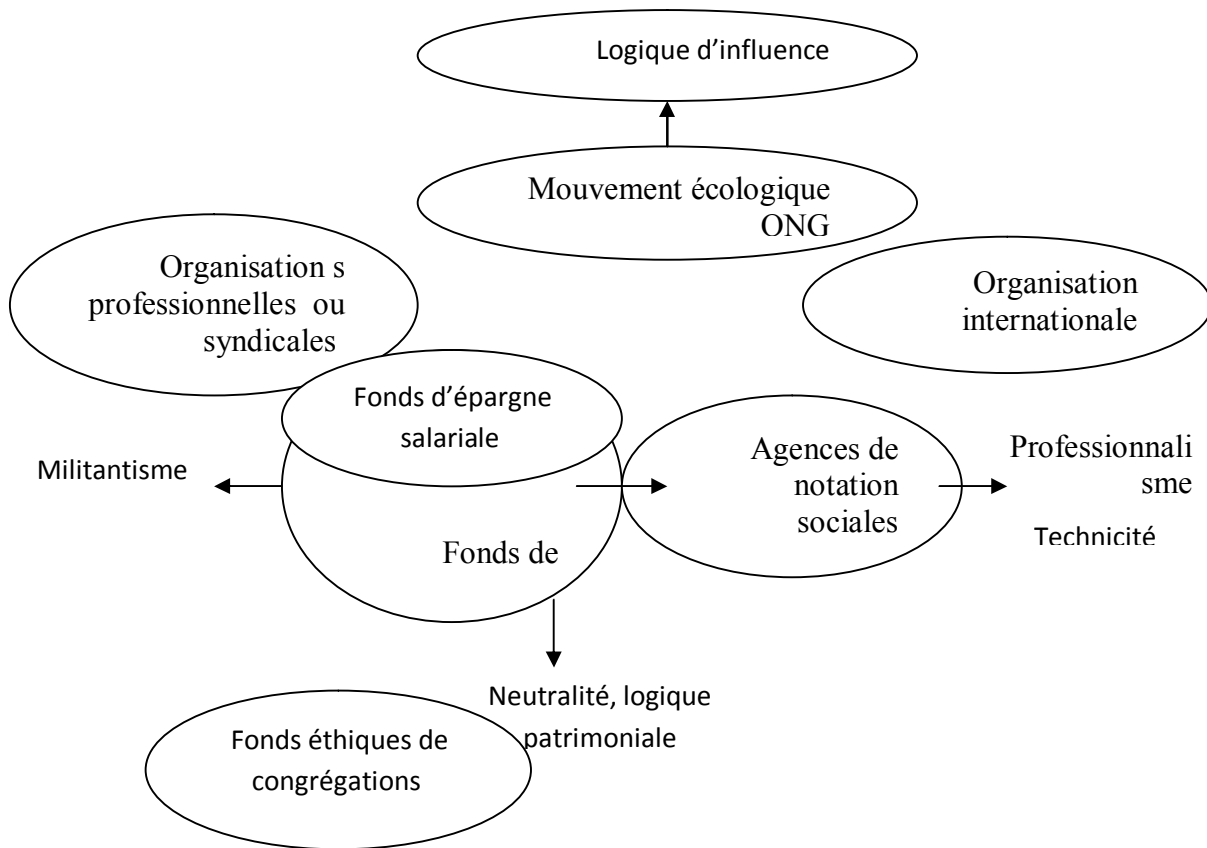 Logique d’influence
Mouvement écologique
ONG
Organisation s
professionnelles ou
syndicales
Organisation
internationale
Fonds d’épargne
salariale
Militantisme
Agences de
notation
sociales
Professionnali
sme
Technicité
Fonds de
Neutralité, logique
patrimoniale
Fonds éthiques de
congrégations